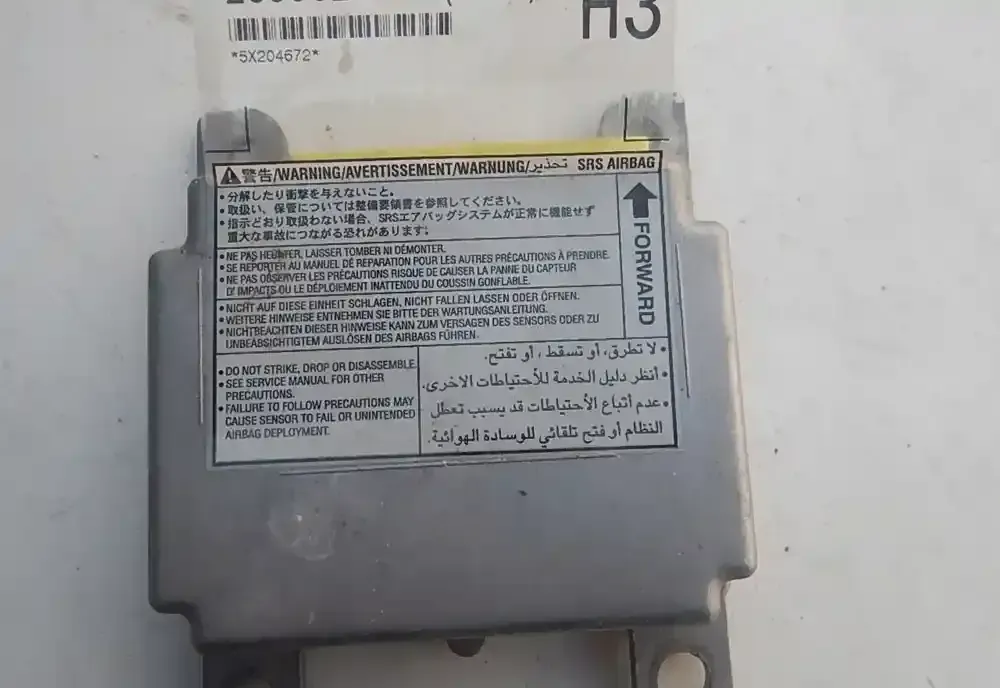 H3
*5X204672*
警告/WARNING/AVERTISSEMENT/WARNUNG/تحذير SRS AIRBAG
・分解したり衝撃を与えないこと。
・取扱い、保管については整備要領書を参照してください。
・指示どおり取扱わない場合、SRSエアバッグシステムが正常に機能せず
重大な事故につながる恐れがあります。
• NE PAS HEURTER, LAISSER TOMBER NI DÉMONTER.
• SE REPORTER AU MANUEL DE REPARATION POUR LES AUTRES PRÉCAUTIONS À PRENDRE.
• NE PAS OBSERVER LES PRÉCAUTIONS RISQUE DE CAUSER LA PANNE DU CAPTEUR
D'IMPACTS OU LE DÉPLOIEMENT INATTENDU DU COUSSIN GONFLABLE.
• NICHT AUF DIESE EINHEIT SCHLAGEN, NICHT FALLEN LASSEN ODER ÖFFNEN.
• WEITERE HINWEISE ENTNEHMEN SIE BITTE DER WARTUNGSANLEITUNG.
• NICHTBEACHTEN DIESER HINWEISE KANN ZUM VERSAGEN DES SENSORS ODER ZU
UNBEABSICHTIGTEM AUSLÖSEN DES AIRBAGS FÜHREN.
FORWARD
• DO NOT STRIKE, DROP OR DISASSEMBLE.
• SEE SERVICE MANUAL FOR OTHER
PRECAUTIONS.
• FAILURE TO FOLLOW PRECAUTIONS MAY
CAUSE SENSOR TO FAIL OR UNINTENDED
AIRBAG DEPLOYMENT.
• لا تطرق، أو تسقط ، أو تفتح.
• أنظر دليل الخدمة للأحتياطات الاخرى.
• عدم أتباع الأحتياطات قد يسبب تعطل
النظام أو فتح تلقائي للوسادة الهوائية.